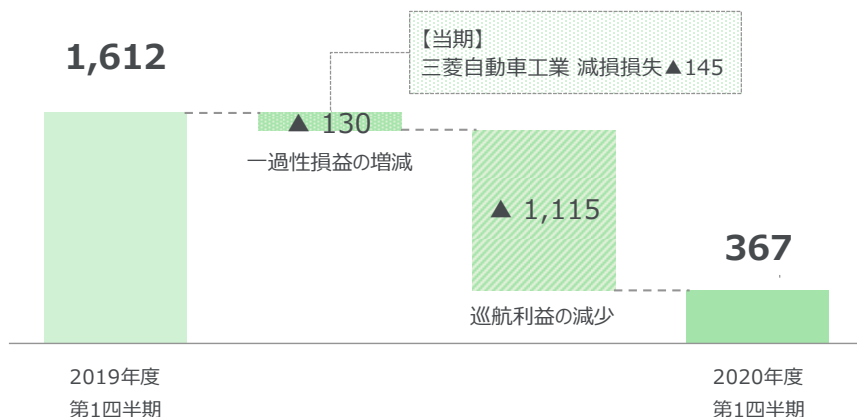 【当期】
三菱自動車工業 減損損失▲145
1,612
▲ 130
一過性損益の増減
▲ 1,115
巡航利益の減少
367
2019年度
第1四半期
2020年度
第1四半期